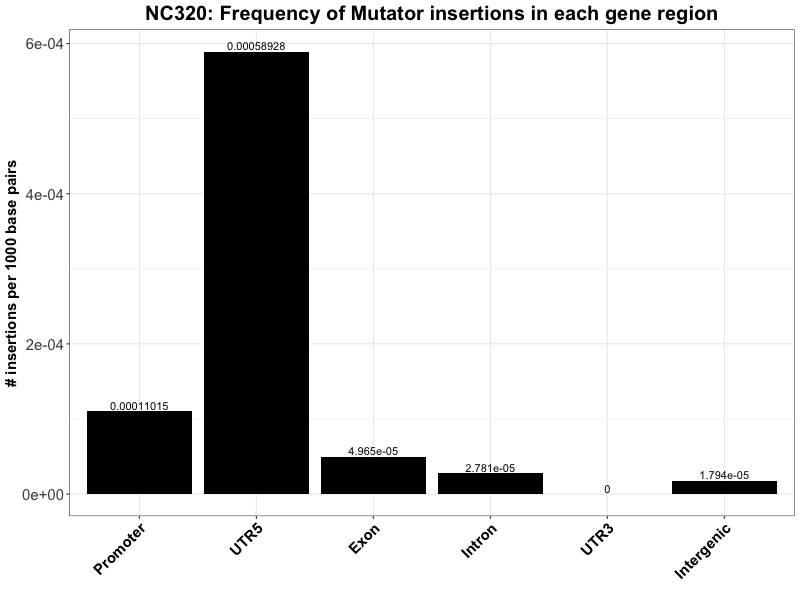 NC320: Frequency of Mutator insertions in each gene region
# insertions per 1000 base pairs
6e-04
4e-04
2e-04
0e+00
0.00011015
0.00058928
4.965e-05
2.781e-05
0
1.794e-05
Promoter
UTR5
Exon
Intron
UTR3
Intergenic